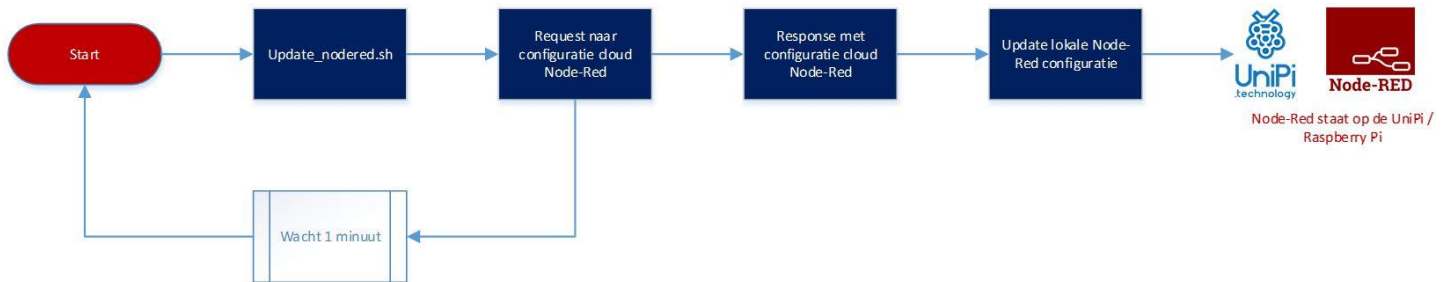 Start
Update_nodered.sh
Request naar
configuratie cloud
Node-Red
Response met
configuratie cloud
Node-Red
Update lokale Node-
Red configuratie
UniPi
.technology
Node-RED
Node-Red staat op de UniPi /
Raspberry Pi
Wacht 1 minuut